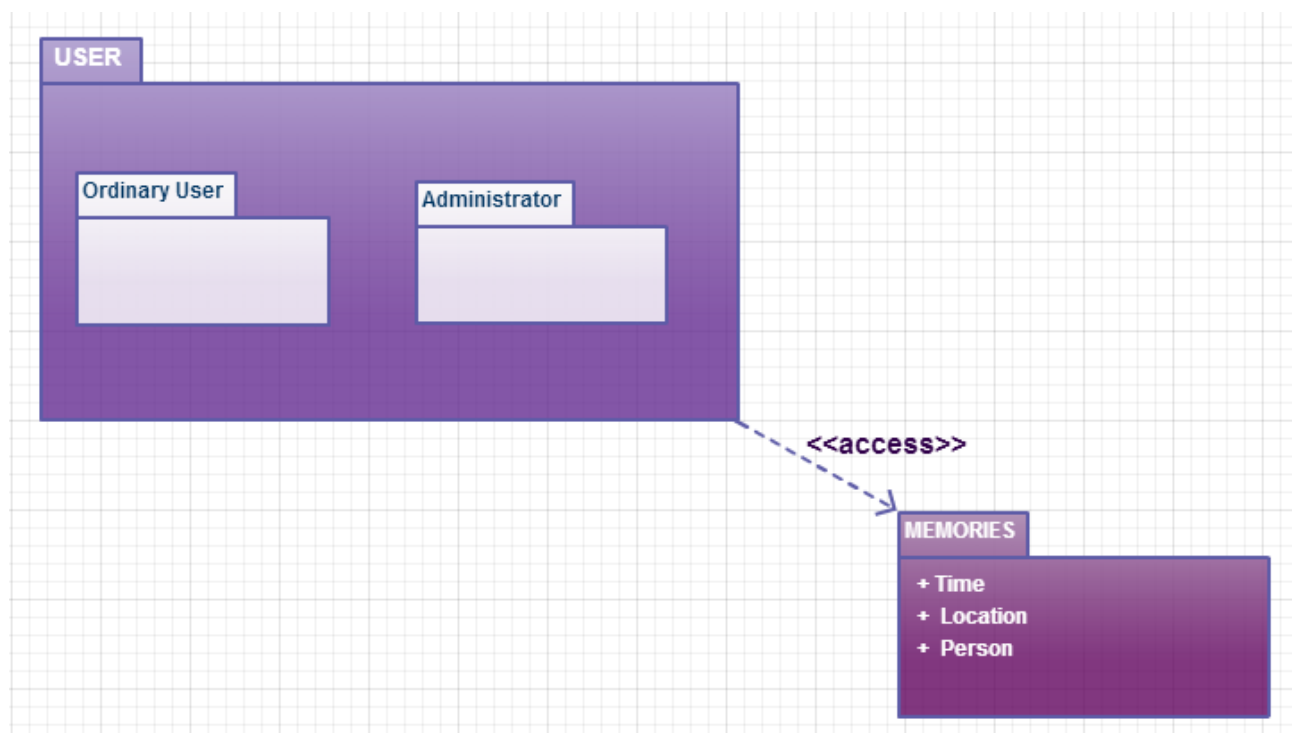 USER
Ordinary User
Administrator
<<access>>
MEMORIES
+ Time
+ Location
+ Person